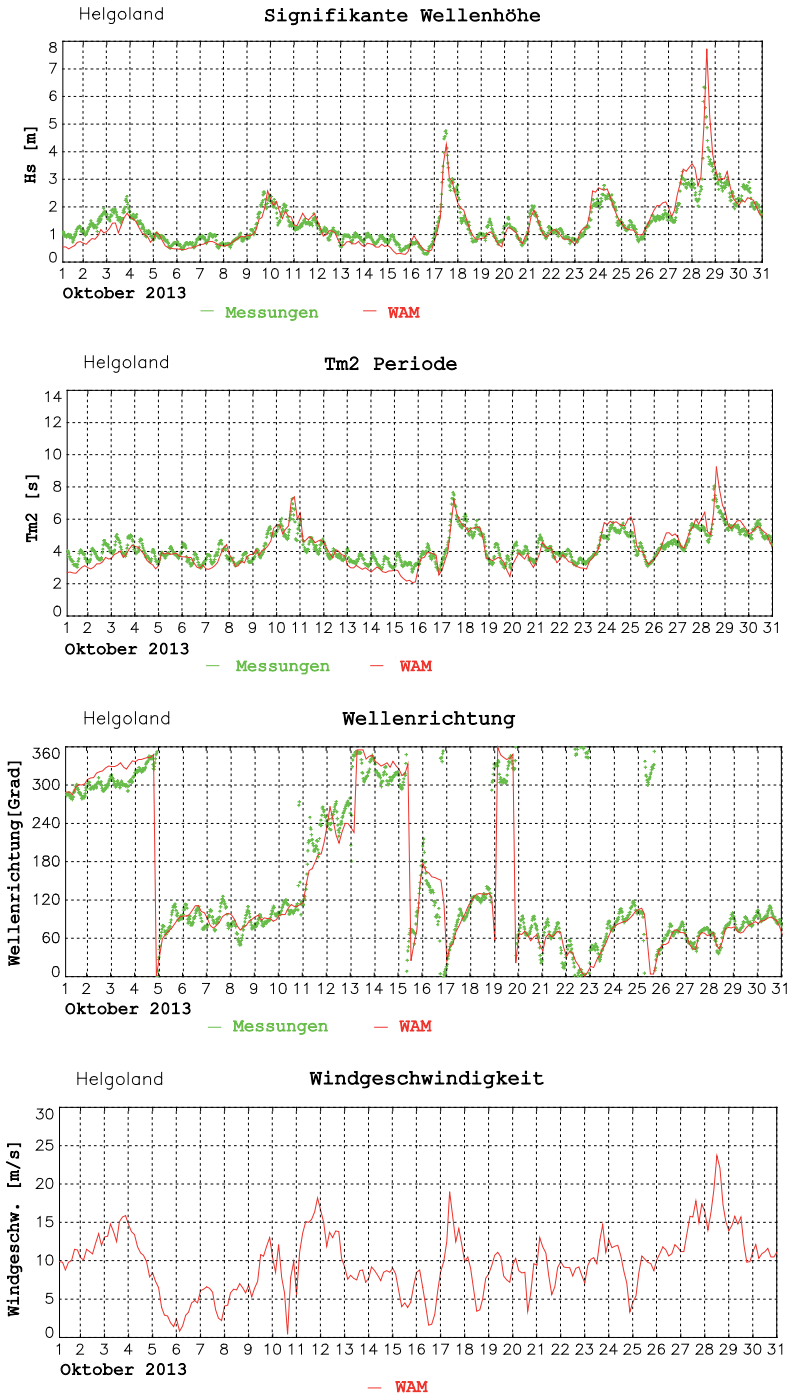 Helgoland Signifikante Wellenhöhe
Hs [m]
8
7
6
5
4
3
2
1
0
1 2 3 4 5 6 7 8 9 10 11 12 13 14 15 16 17 18 19 20 21 22 23 24 25 26 27 28 29 30 31
Oktober 2013
Messungen WAM
Helgoland Tm2 Periode
Tm2 [s]
14
12
10
8
6
4
2
0
1 2 3 4 5 6 7 8 9 10 11 12 13 14 15 16 17 18 19 20 21 22 23 24 25 26 27 28 29 30 31
Oktober 2013
Messungen WAM
Helgoland Wellenrichtung
Wellenrichtung[Grad]
360
300
240
180
120
60
0
1 2 3 4 5 6 7 8 9 10 11 12 13 14 15 16 17 18 19 20 21 22 23 24 25 26 27 28 29 30 31
Oktober 2013
Messungen WAM
Helgoland Windgeschwindigkeit
Windgeschw. [m/s]
30
25
20
15
10
5
0
1 2 3 4 5 6 7 8 9 10 11 12 13 14 15 16 17 18 19 20 21 22 23 24 25 26 27 28 29 30 31
Oktober 2013
WAM